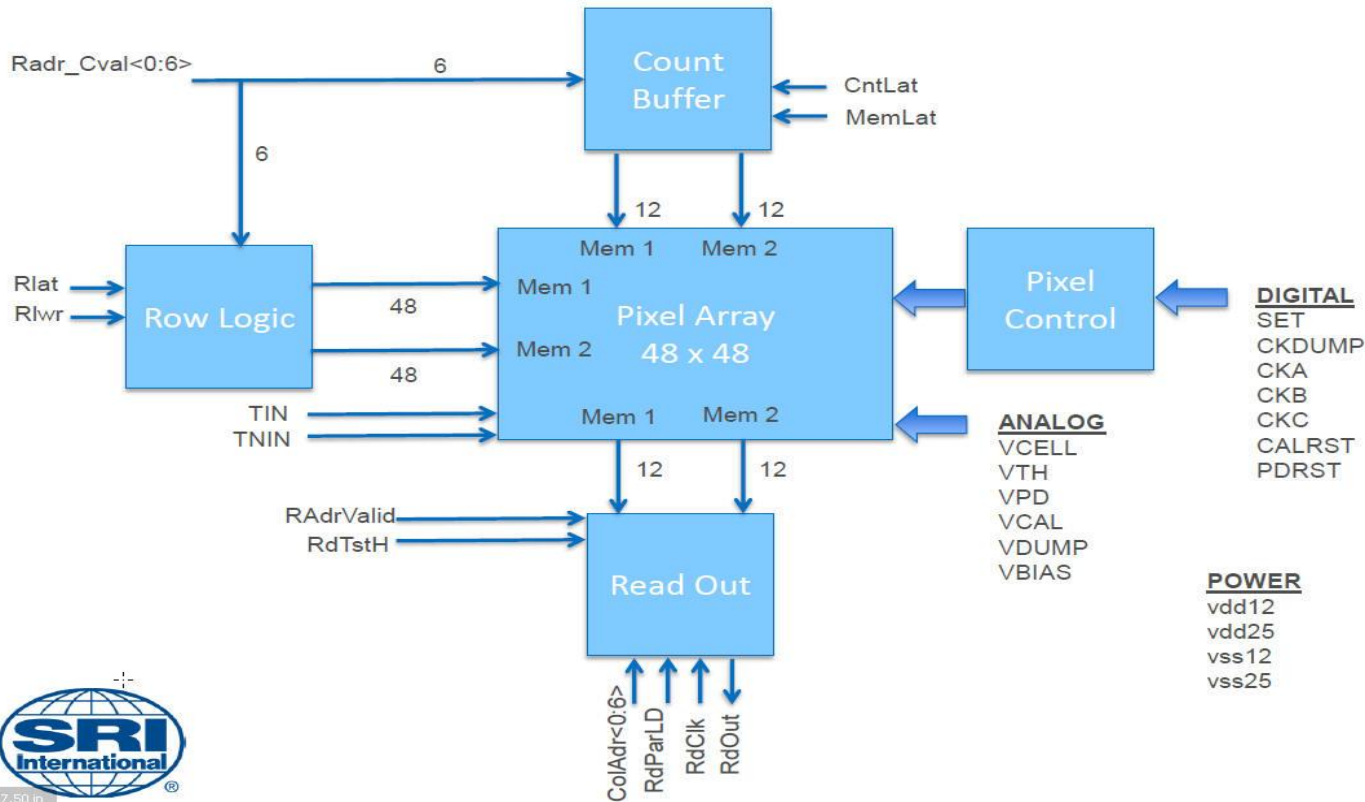 Radr_Cval<0:6>
6
6
Count
Buffer
CntLat
MemLat
12
12
Rlat
Rlwr
Row Logic
48
48
Mem 1
Mem 2
Mem 1
Mem 2
Pixel Array
48 x 48
Mem 1
Mem 2
Pixel
Control
TIN
TNIN
12
12
RAdrValid
RdTstH
Read Out
ColAdr<0:6>
RdParLD
RdClk
RdOut
ANALOG
VCELL
VTH
VPD
VCAL
VDUMP
VBIAS
DIGITAL
SET
CKDUMP
CKA
CKB
CKC
CALRST
PDRST
POWER
vdd12
vdd25
vss12
vss25
SRI
International
®